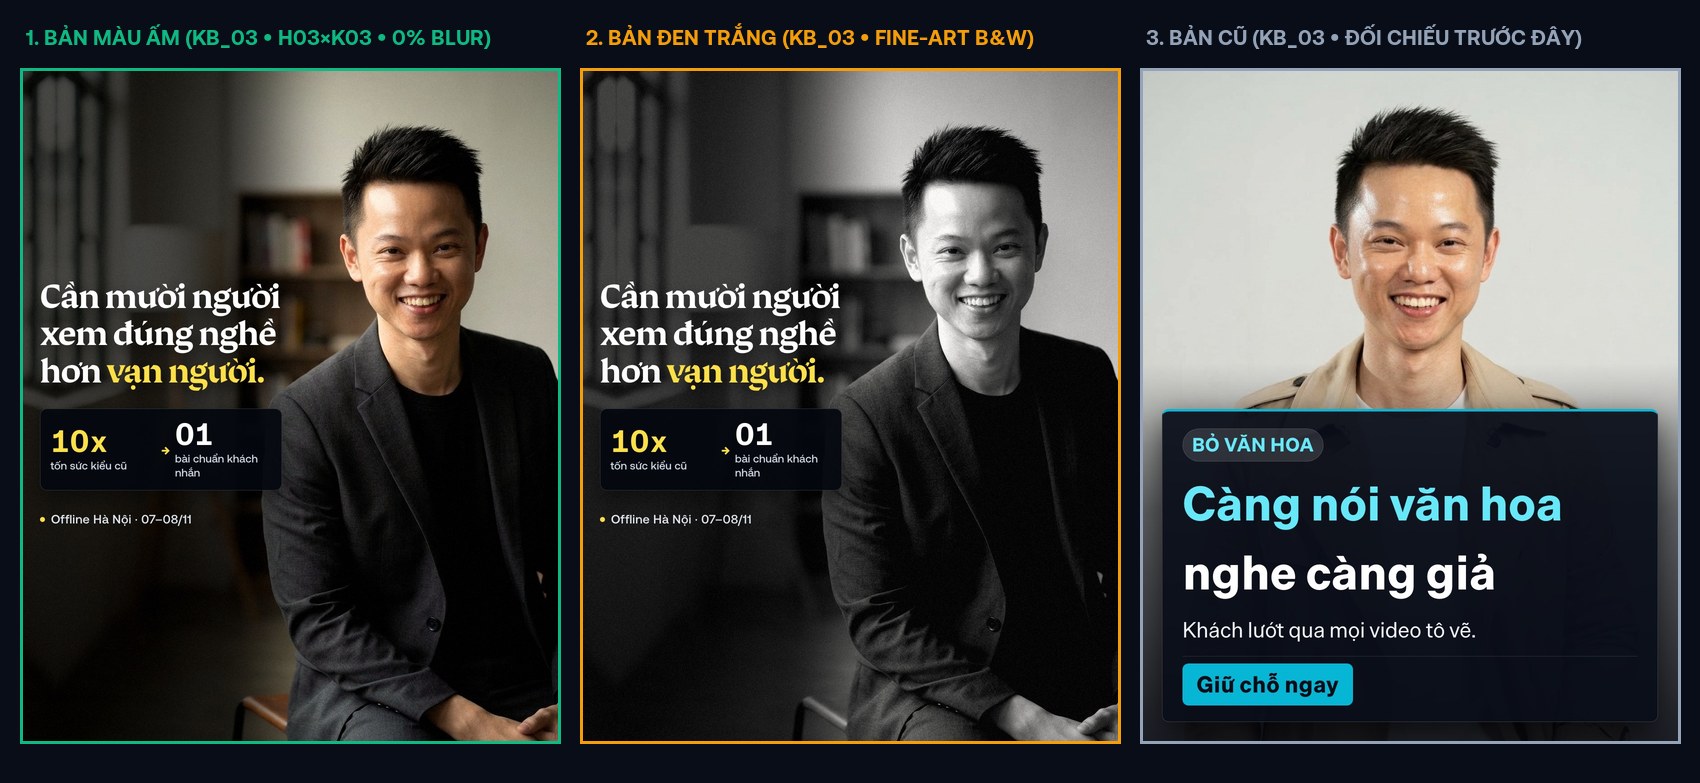 1. BẢN MÀU ẤM (KB_03 • H03×K03 • 0% BLUR)
Cần mười người
xem đúng nghề
hơn vạn người.
10x
tốn sức kiểu cũ
→
01
bài chuẩn khách
nhắn
• Offline Hà Nội · 07–08/11
2. BẢN ĐEN TRẮNG (KB_03 • FINE-ART B&W)
Cần mười người
xem đúng nghề
hơn vạn người.
10x
tốn sức kiểu cũ
→
01
bài chuẩn khách
nhắn
• Offline Hà Nội · 07–08/11
3. BẢN CŨ (KB_03 • ĐỐI CHIẾU TRƯỚC ĐÂY)
BỎ VĂN HOA
Càng nói văn hoa
nghe càng giả
Khách lướt qua mọi video tô vẽ.
Giữ chỗ ngay